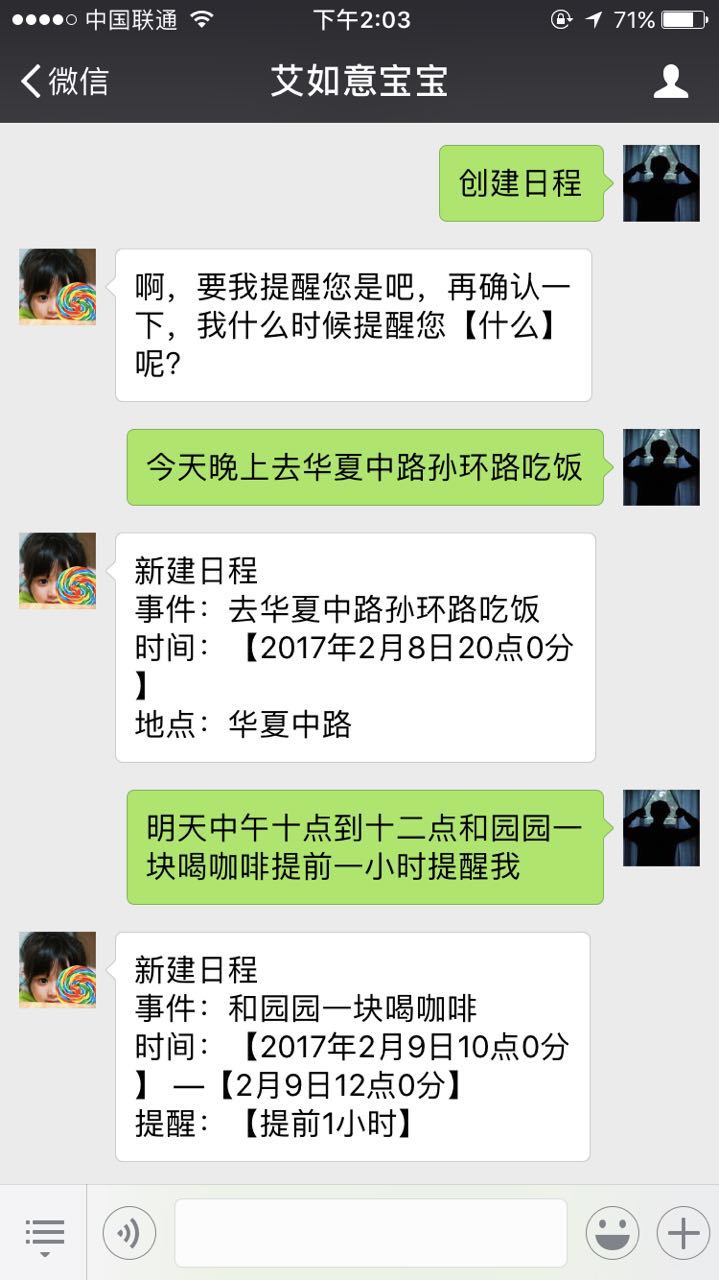 中国联通 下午2:03 71%
微信 艾如意宝宝
创建日程
啊，要我提醒您是吧，再确认一
下，我什么时候提醒您【什么】
呢?
今天晚上去华夏中路孙环路吃饭
新建日程
事件：去华夏中路孙环路吃饭
时间：【2017年2月8日20点0分
】
地点：华夏中路
明天中午十点到十二点和园园一
块喝咖啡提前一小时提醒我
新建日程
事件：和园园一块喝咖啡
时间：【2017年2月9日10点0分
】 —【2月9日12点0分】
提醒：【提前1小时】